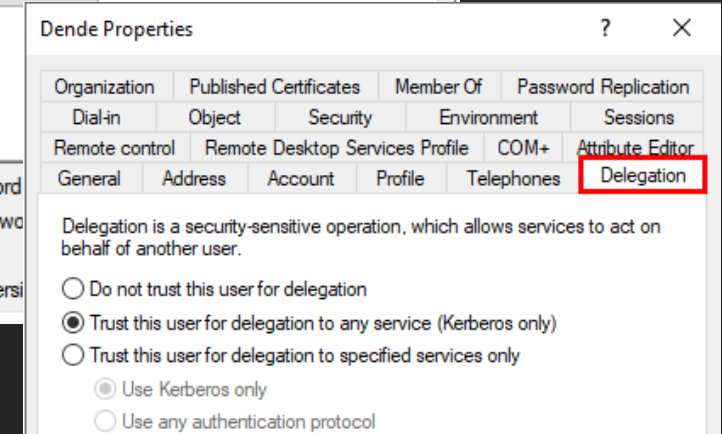 Dende Properties
?
Organization
Published Certificates
Member Of
Password Replication
Dial-in
Object
Security
Environment
Sessions
Remote control
Remote Desktop Services Profile
COM+
Attribute Editor
General
Address
Account
Profile
Telephones
Delegation
Delegation is a security-sensitive operation, which allows services to act on
behalf of another user.
Do not trust this user for delegation
Trust this user for delegation to any service (Kerberos only)
Trust this user for delegation to specified services only
Use Kerberos only
Use any authentication protocol